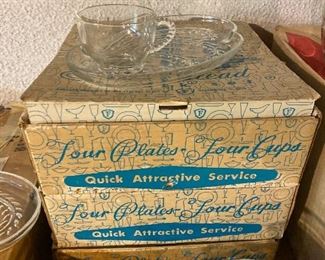 Four Plates - Four Cups
Quick Attractive Service
Four Plates - Four Cups
Quick Attractive Service